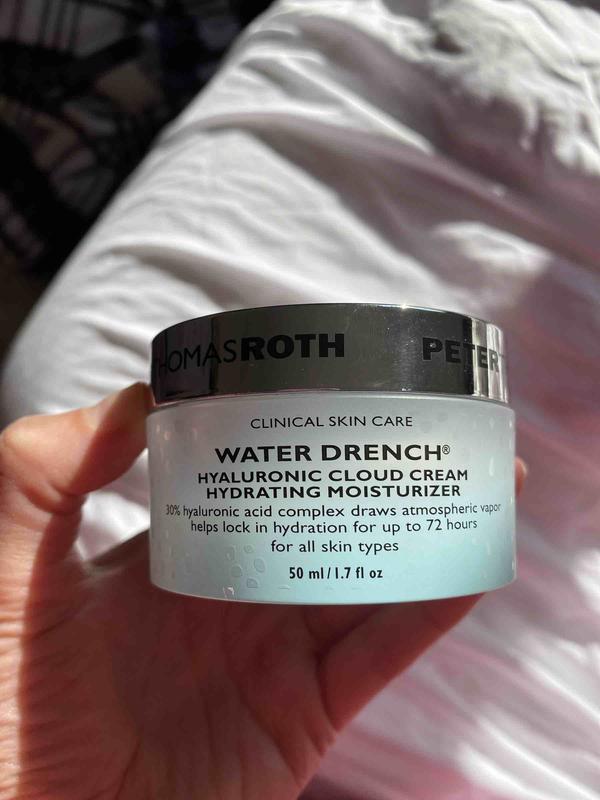 THOMASROTH PETER
CLINICAL SKIN CARE
WATER DRENCH®
HYALURONIC CLOUD CREAM
HYDRATING MOISTURIZER
30% hyaluronic acid complex draws atmospheric vapor
helps lock in hydration for up to 72 hours
for all skin types
50 ml/1.7 fl oz